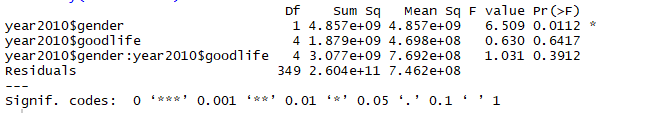 Df Sum Sq Mean Sq F value Pr(>F)
year2010$gender 1 4.857e+09 4.857e+09 6.509 0.0112 *
year2010$goodlife 4 1.879e+09 4.698e+08 0.630 0.6417
year2010$gender:year2010$goodlife 4 3.077e+09 7.692e+08 1.031 0.3912
Residuals 349 2.604e+11 7.462e+08
---
Signif. codes: 0 ‘***’ 0.001 ‘**’ 0.01 ‘*’ 0.05 ‘.’ 0.1 ‘ ’ 1